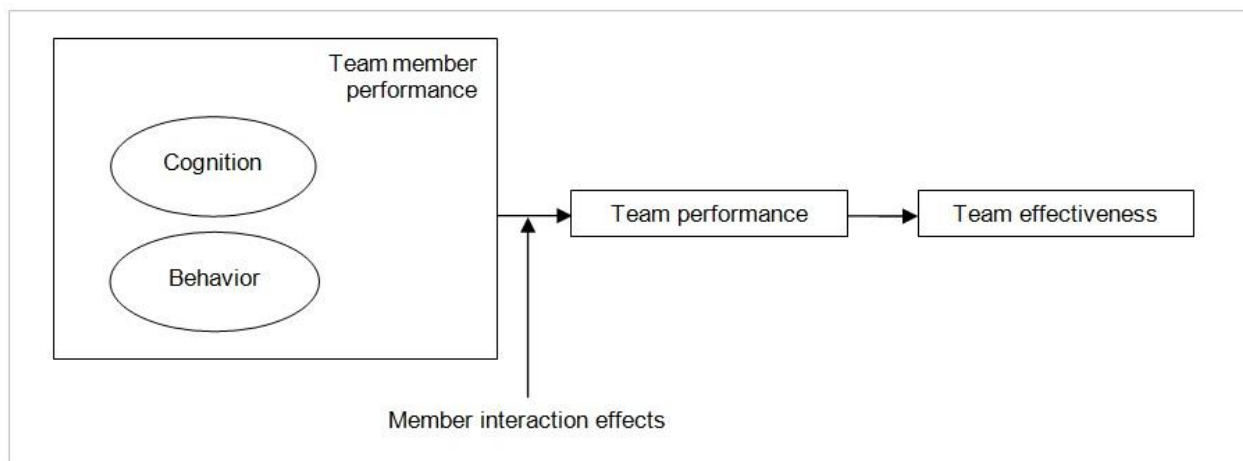 Team member
performance
Cognition
Behavior
Team performance
Team effectiveness
Member interaction effects